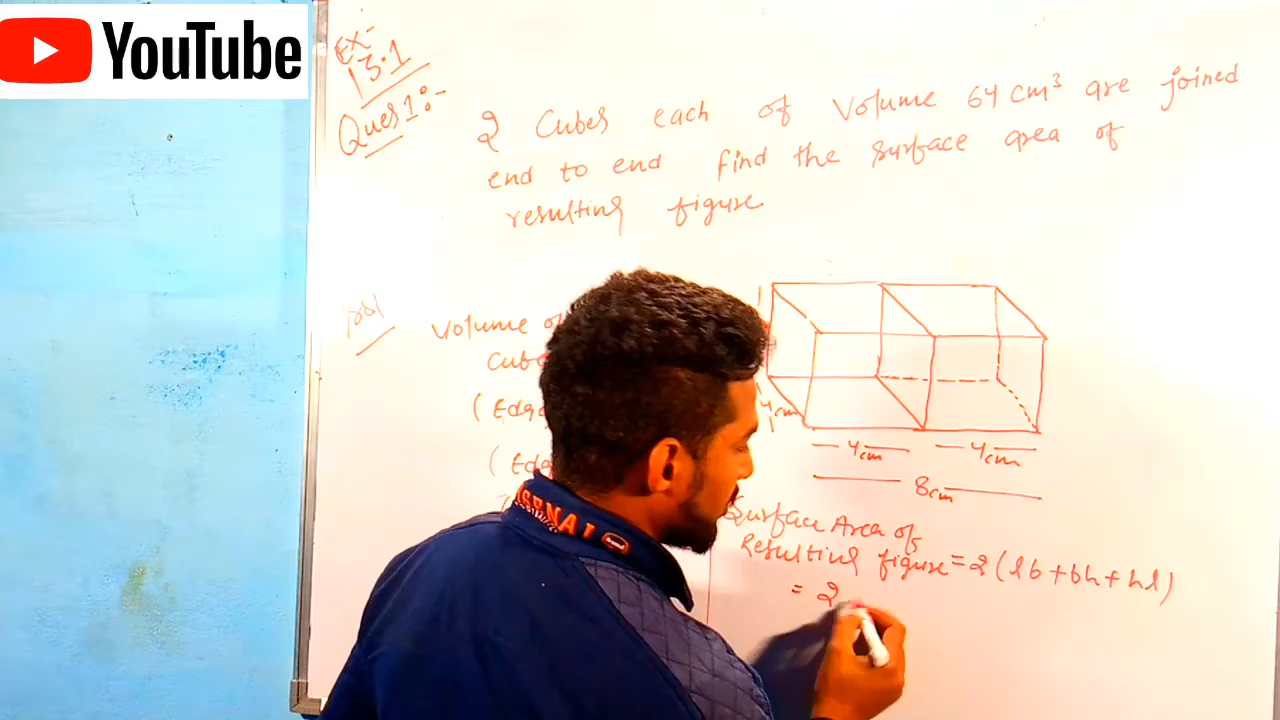 YouTube
Ex-
13.1
Ques 1:-
2 Cubes each of Volume 64 cm³ are joined
end to end find the surface area of
resulting figure
Sol
Volume of
Cube
(Edg
(Edg
4cm
4cm 4cm
8cm
Surface Area of
Resulting figure = 2 (lb + bh + hl)
= 2